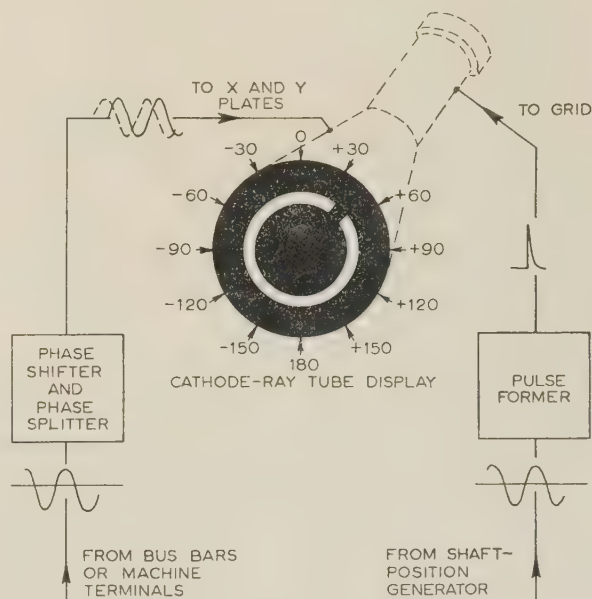 TO X AND Y
PLATES
TO GRID
0
-30
+30
-60
+60
-90
+90
-120
+120
-150
+150
180
CATHODE-RAY TUBE DISPLAY
PHASE
SHIFTER
AND
PHASE
SPLITTER
PULSE
FORMER
FROM BUS BARS
OR MACHINE
TERMINALS
FROM SHAFT-
POSITION
GENERATOR